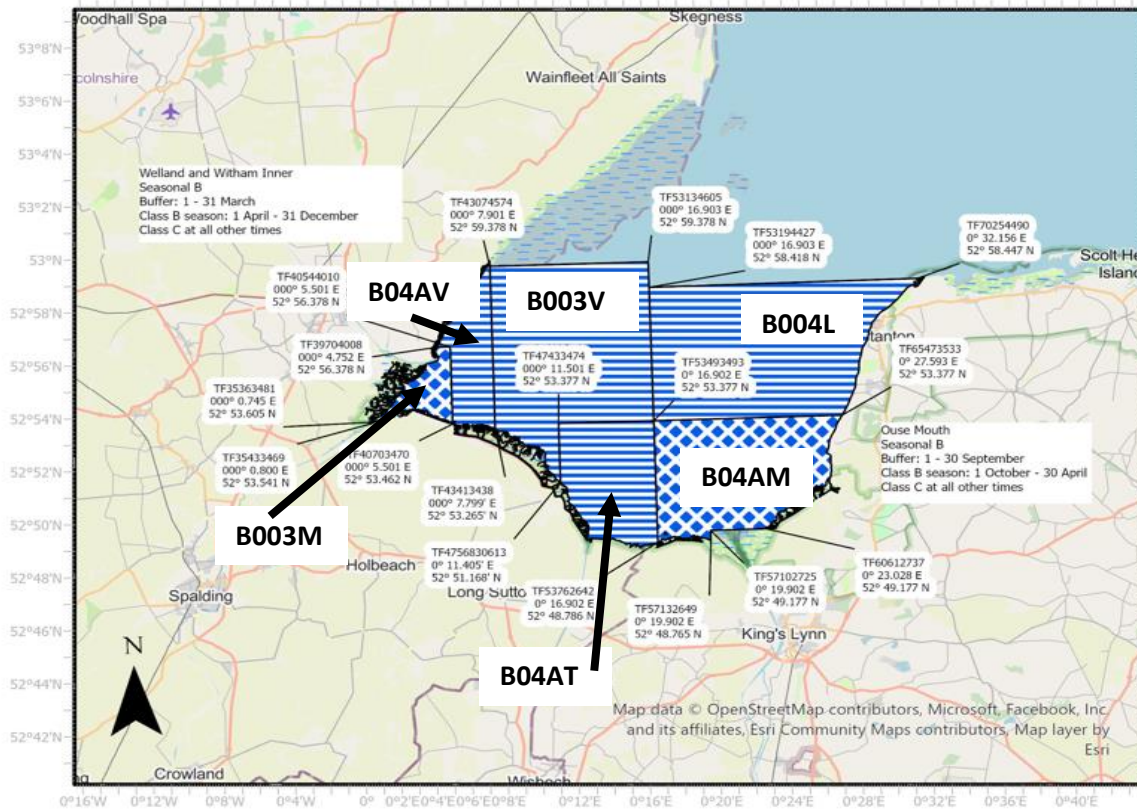 Woodhall Spa
Skegness
53°8'N
colnshire
Wainfleet All Saints
53°6'N
53°4'N
Welland and Witham Inner
Seasonal B
Buffer: 1 - 31 March
Class B season: 1 April - 31 December
Class C at all other times
53°2'N
TF43074574
000° 7.901 E
52° 59.378 N
TF53134605
000° 16.903 E
52° 59.378 N
TF53194427
000° 16.903 E
52° 58.418 N
TF70254490
0° 32.156 E
52° 58.447 N
53°N
Scolt He
Island
TF40544010
000° 5.501 E
52° 56.378 N
B04AV
B003V
B004L
52°58'N
TF39704008
000° 4.752 E
52° 56.378 N
tanton
TF47433474
000° 11.501 E
52° 53.377 N
TF53493493
0° 16.902 E
52° 53.377 N
TF65473533
0° 27.593 E
52° 53.377 N
52°56'N
TF35363481
000° 0.745 E
52° 53.605 N
52°54'N
Ouse Mouth
Seasonal B
Buffer: 1 - 30 September
Class B season: 1 October - 30 April
Class C at all other times
TF35433469
000° 0.800 E
52° 53.541 N
TF40703470
000° 5.501 E
52° 53.462 N
B04AM
52°52'N
TF43413438
000° 7.799' E
52° 53.265' N
B003M
52°50'N
TF4756830613
0° 11.405' E
52° 51.168' N
Holbeach
Long Sutto
TF53762642
0° 16.902 E
52° 48.786 N
TF57132649
0° 19.902 E
52° 48.765 N
TF57102725
0° 19.902 E
52° 49.177 N
TF60612737
0° 23.028 E
52° 49.177 N
52°48'N
Spalding
King's Lynn
52°46'N
N
B04AT
52°44'N
Map data © OpenStreetMap contributors, Microsoft, Facebook, Inc.
and its affiliates, Esri Community Maps contributors, Map layer by
Esri
52°42'N
Crowland
Wisbech
0°16'W 0°12'W 0°8'W 0°4'W 0° 0°2'E 0°4'E 0°6'E 0°8'E 0°12'E 0°16'E 0°20'E 0°24'E 0°28'E 0°32'E 0°36'E 0°40'E